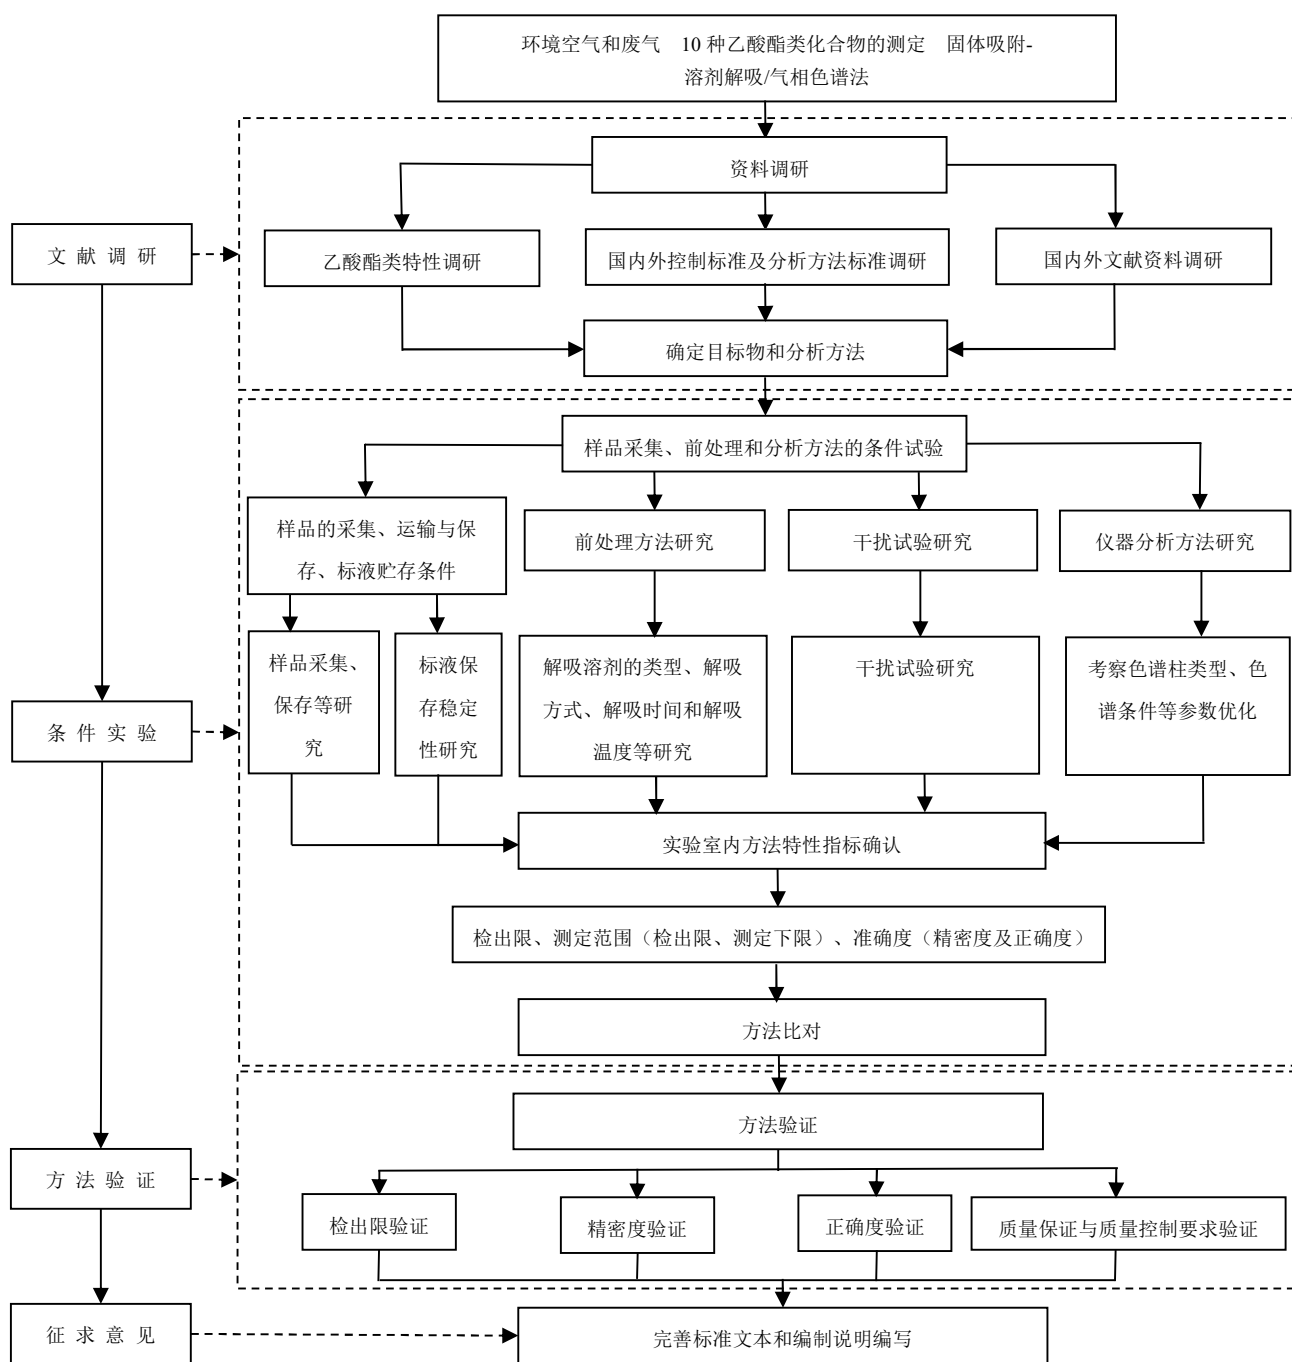 环境空气和废气　10 种乙酸酯类化合物的测定　固体吸附-
溶剂解吸/气相色谱法
资料调研
文 献 调 研
乙酸酯类特性调研
国内外控制标准及分析方法标准调研
国内外文献资料调研
确定目标物和分析方法
样品采集、前处理和分析方法的条件试验
样品的采集、运输与保
存、标液贮存条件
前处理方法研究
干扰试验研究
仪器分析方法研究
样品采集、
保存等研
究
标液保
存稳定
性研究
解吸溶剂的类型、解吸
方式、解吸时间和解吸
温度等研究
干扰试验研究
考察色谱柱类型、色
谱条件等参数优化
条 件 实 验
实验室内方法特性指标确认
检出限、测定范围（检出限、测定下限）、准确度（精密度及正确度）
方法比对
方法验证
方 法 验 证
检出限验证
精密度验证
正确度验证
质量保证与质量控制要求验证
征 求 意 见
完善标准文本和编制说明编写